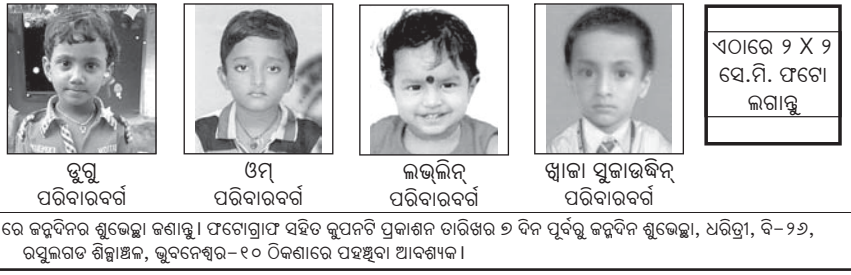 ଏଠାରେ ୨ X ୨
ସେ.ମି. ଫଟୋ
ଲଗାନ୍ତୁ
ଡୁଗୁ
ପରିବାରବର୍ଗ
ଓମ୍
ପରିବାରବର୍ଗ
ଲଭ୍‌ଲିନ୍
ପରିବାରବର୍ଗ
ଖ୍ୱାଜା ସୁଜାଉଦ୍ଦିନ୍
ପରିବାରବର୍ଗ
ରେ ଜନ୍ମଦିନର ଶୁଭେଚ୍ଛା ଜଣାନ୍ତୁ। ଫଟୋଗ୍ରାଫ ସହିତ କୁପନଟି ପ୍ରକାଶନ ତାରିଖର ୭ ଦିନ ପୂର୍ବରୁ ଜନ୍ମଦିନ ଶୁଭେଚ୍ଛା, ଧରିତ୍ରୀ, ବି-୨୬,
ରସୁଲଗଡ ଶିଳ୍ପାଞ୍ଚଳ, ଭୁବନେଶ୍ୱର-୧୦ ଠିକଣାରେ ପହଞ୍ଚିବା ଆବଶ୍ୟକ।